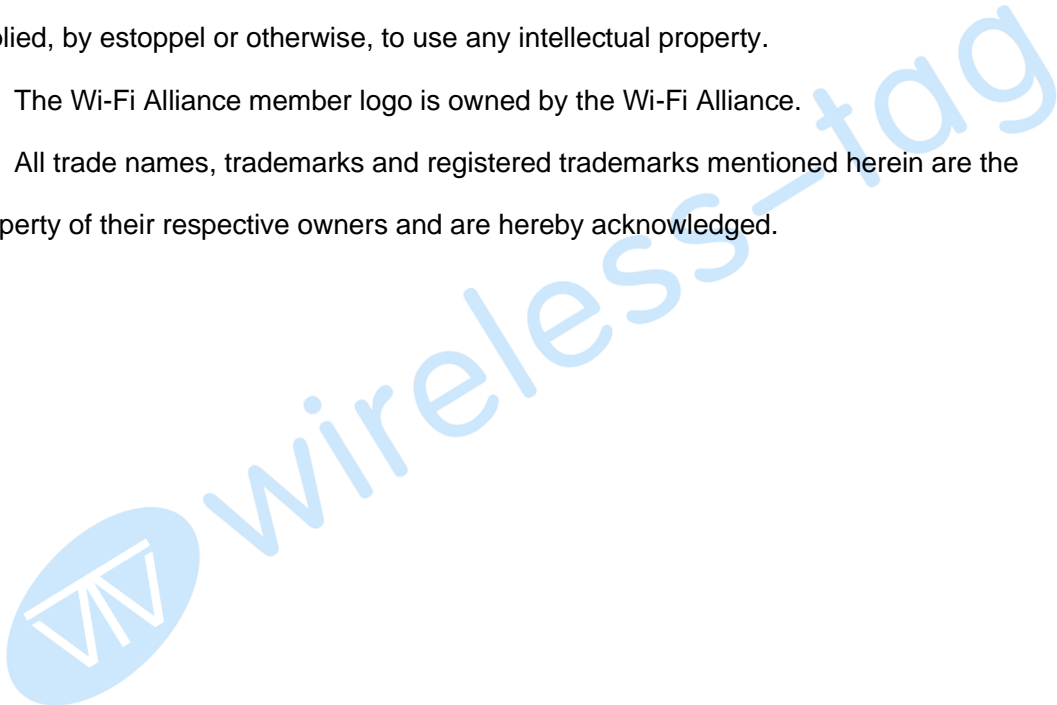 plied, by estoppel or otherwise, to use any intellectual property.
The Wi-Fi Alliance member logo is owned by the Wi-Fi Alliance.
All trade names, trademarks and registered trademarks mentioned herein are the
perty of their respective owners and are hereby acknowledged.
wireless-tag